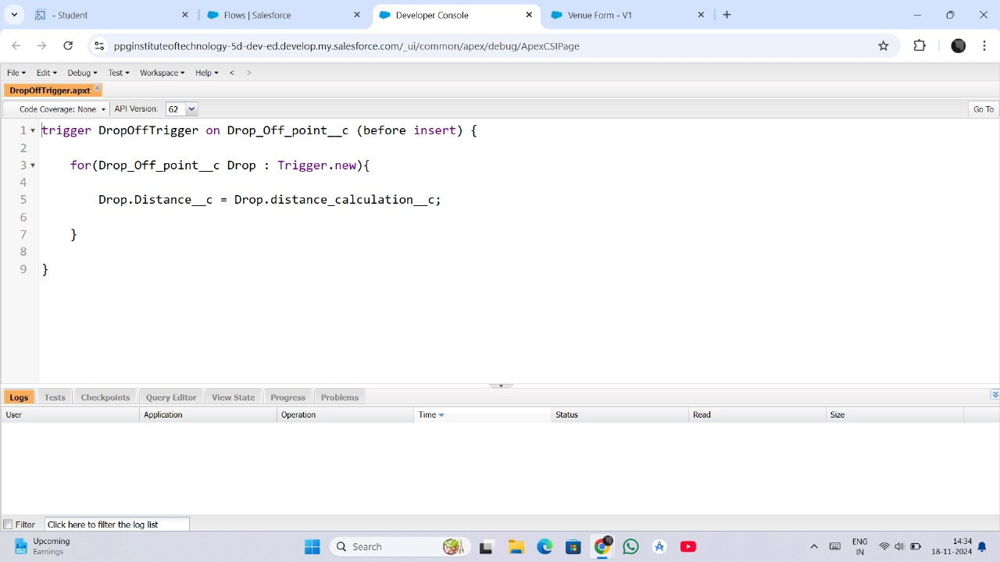 - Student
Flows | Salesforce
Developer Console
Venue Form - V1
ppginstituteoftechnology-5d-dev-ed.develop.my.salesforce.com/_ui/common/apex/debug/ApexCSIPage
File Edit Debug Test Workspace Help < >
DropOffTrigger.apxt
Code Coverage: None API Version: 62 Go To
1 trigger DropOffTrigger on Drop_Off_point__c (before insert) {
2
3 for(Drop_Off_point__c Drop : Trigger.new){
4
5 Drop.Distance__c = Drop.distance_calculation__c;
6
7 }
8
9 }
Logs Tests Checkpoints Query Editor View State Progress Problems
User Application Operation Time Status Read Size
Filter Click here to filter the log list
Upcoming
Earnings
Search
ENG
IN
14:34
18-11-2024